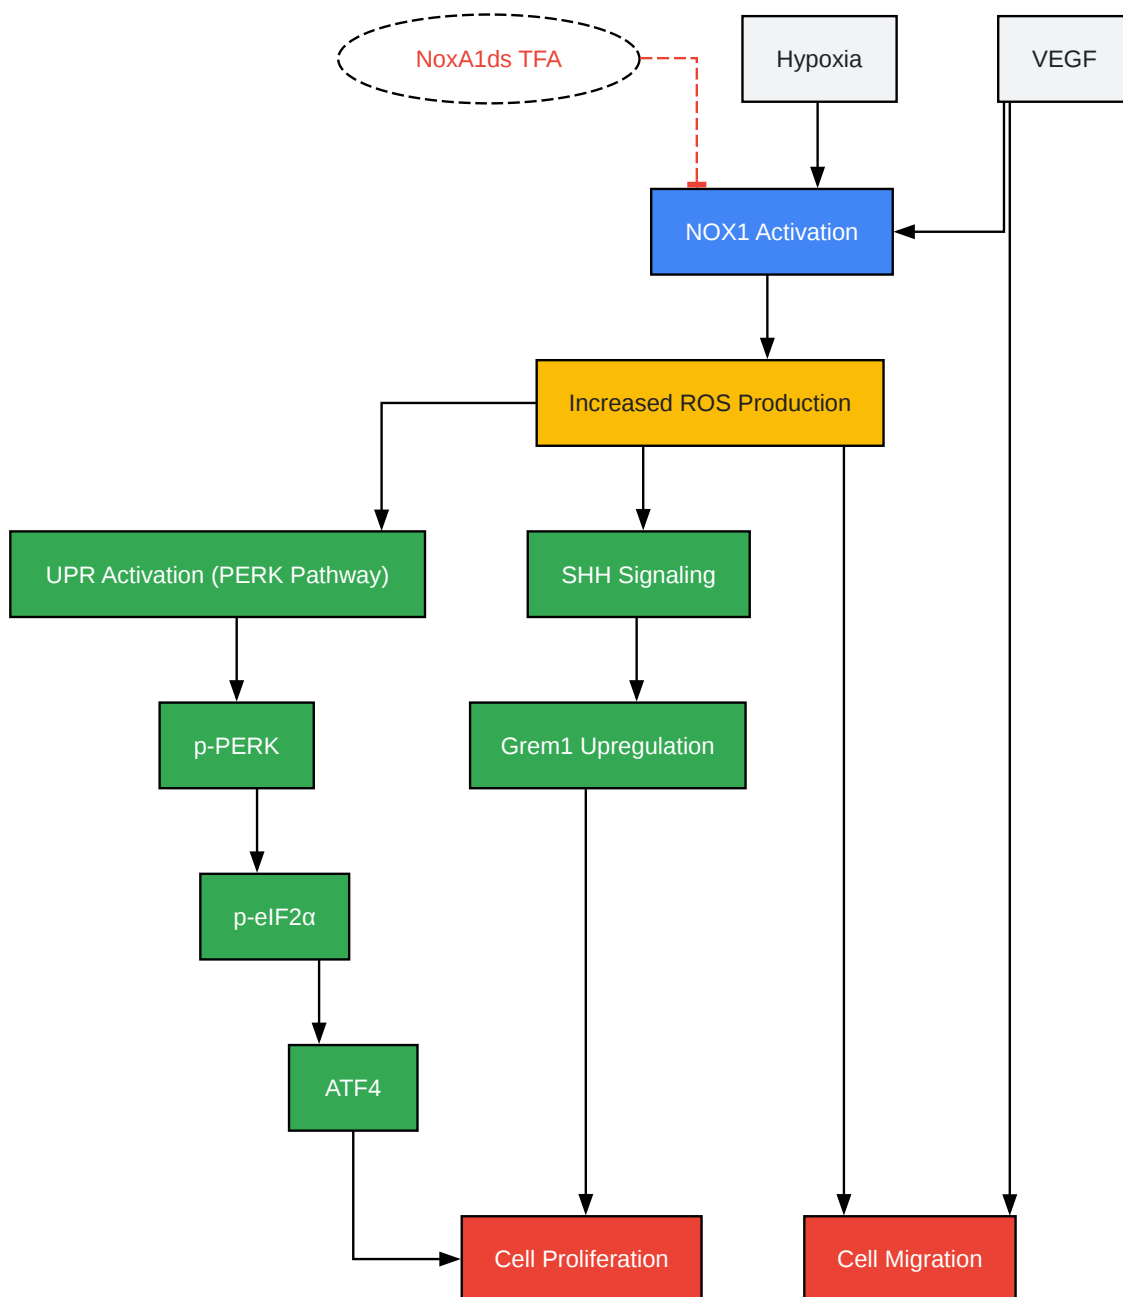 NoxA1ds TFA
Hypoxia
VEGF
NOX1 Activation
Increased ROS Production
UPR Activation (PERK Pathway)
SHH Signaling
p-PERK
Grem1 Upregulation
p-eIF2α
ATF4
Cell Proliferation
Cell Migration